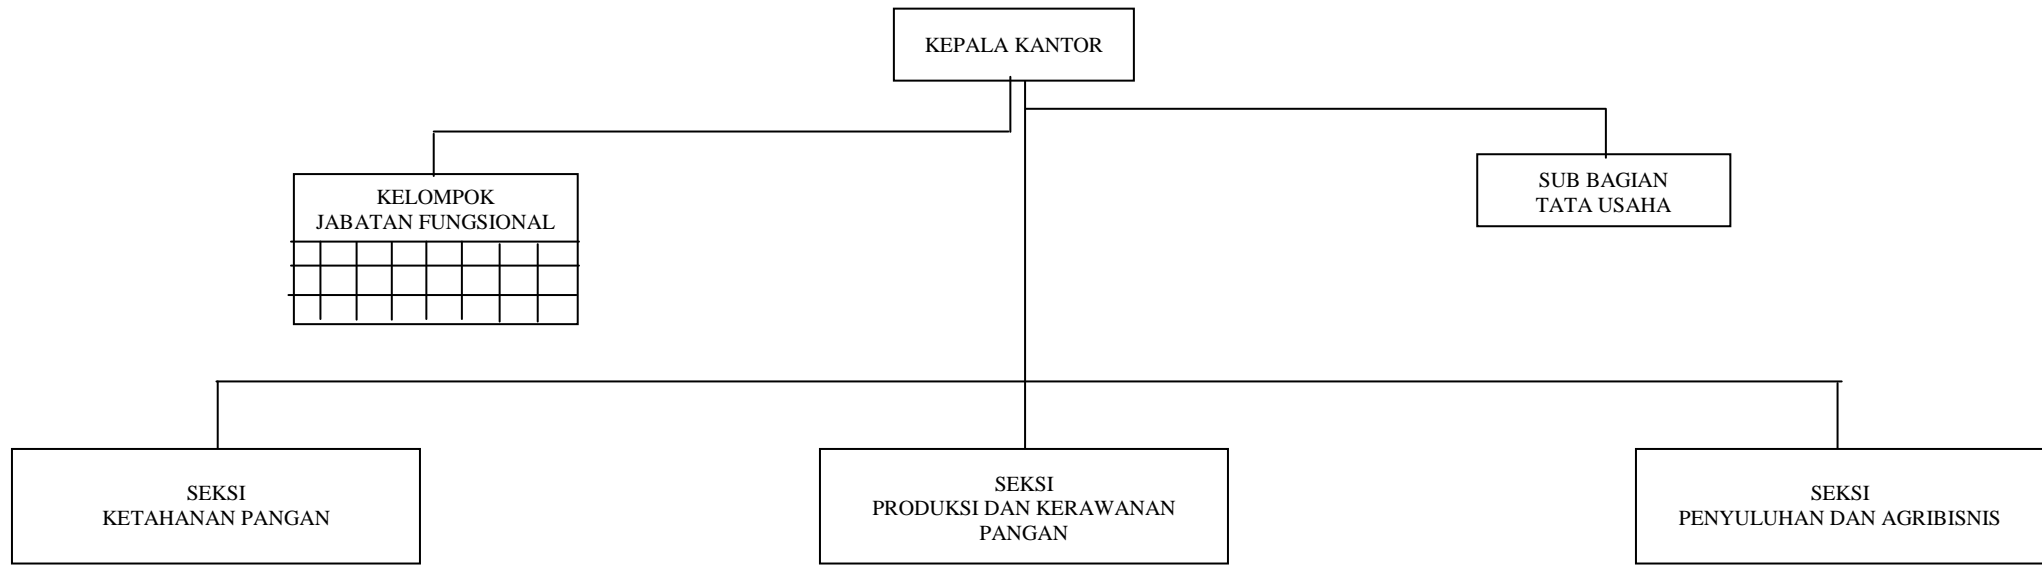 KEPALA KANTOR
KELOMPOK
JABATAN FUNGSIONAL
SUB BAGIAN
TATA USAHA
SEKSI
KETAHANAN PANGAN
SEKSI
PRODUKSI DAN KERAWANAN
PANGAN
SEKSI
PENYULUHAN DAN AGRIBISNIS